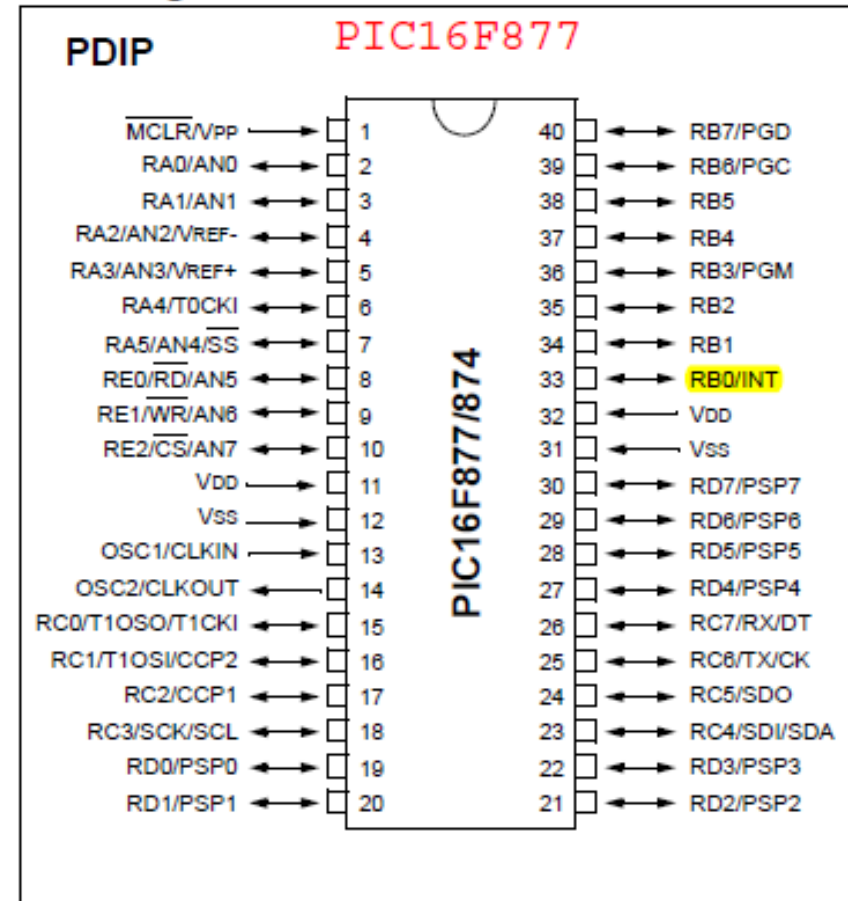 PDIP
PIC16F877
MCLR/VPP 1 40 RB7/PGD
RA0/AN0 2 39 RB6/PGC
RA1/AN1 3 38 RB5
RA2/AN2/VREF- 4 37 RB4
RA3/AN3/VREF+ 5 36 RB3/PGM
RA4/T0CKI 6 35 RB2
RA5/AN4/SS 7 34 RB1
RE0/RD/AN5 8 33 RB0/INT
RE1/WR/AN6 9 32 VDD
RE2/CS/AN7 10 31 VSS
VDD 11 30 RD7/PSP7
VSS 12 29 RD6/PSP6
OSC1/CLKIN 13 28 RD5/PSP5
OSC2/CLKOUT 14 27 RD4/PSP4
RC0/T1OSO/T1CKI 15 26 RC7/RX/DT
RC1/T1OSI/CCP2 16 25 RC6/TX/CK
RC2/CCP1 17 24 RC5/SDO
RC3/SCK/SCL 18 23 RC4/SDI/SDA
RD0/PSP0 19 22 RD3/PSP3
RD1/PSP1 20 21 RD2/PSP2
PIC16F877/874